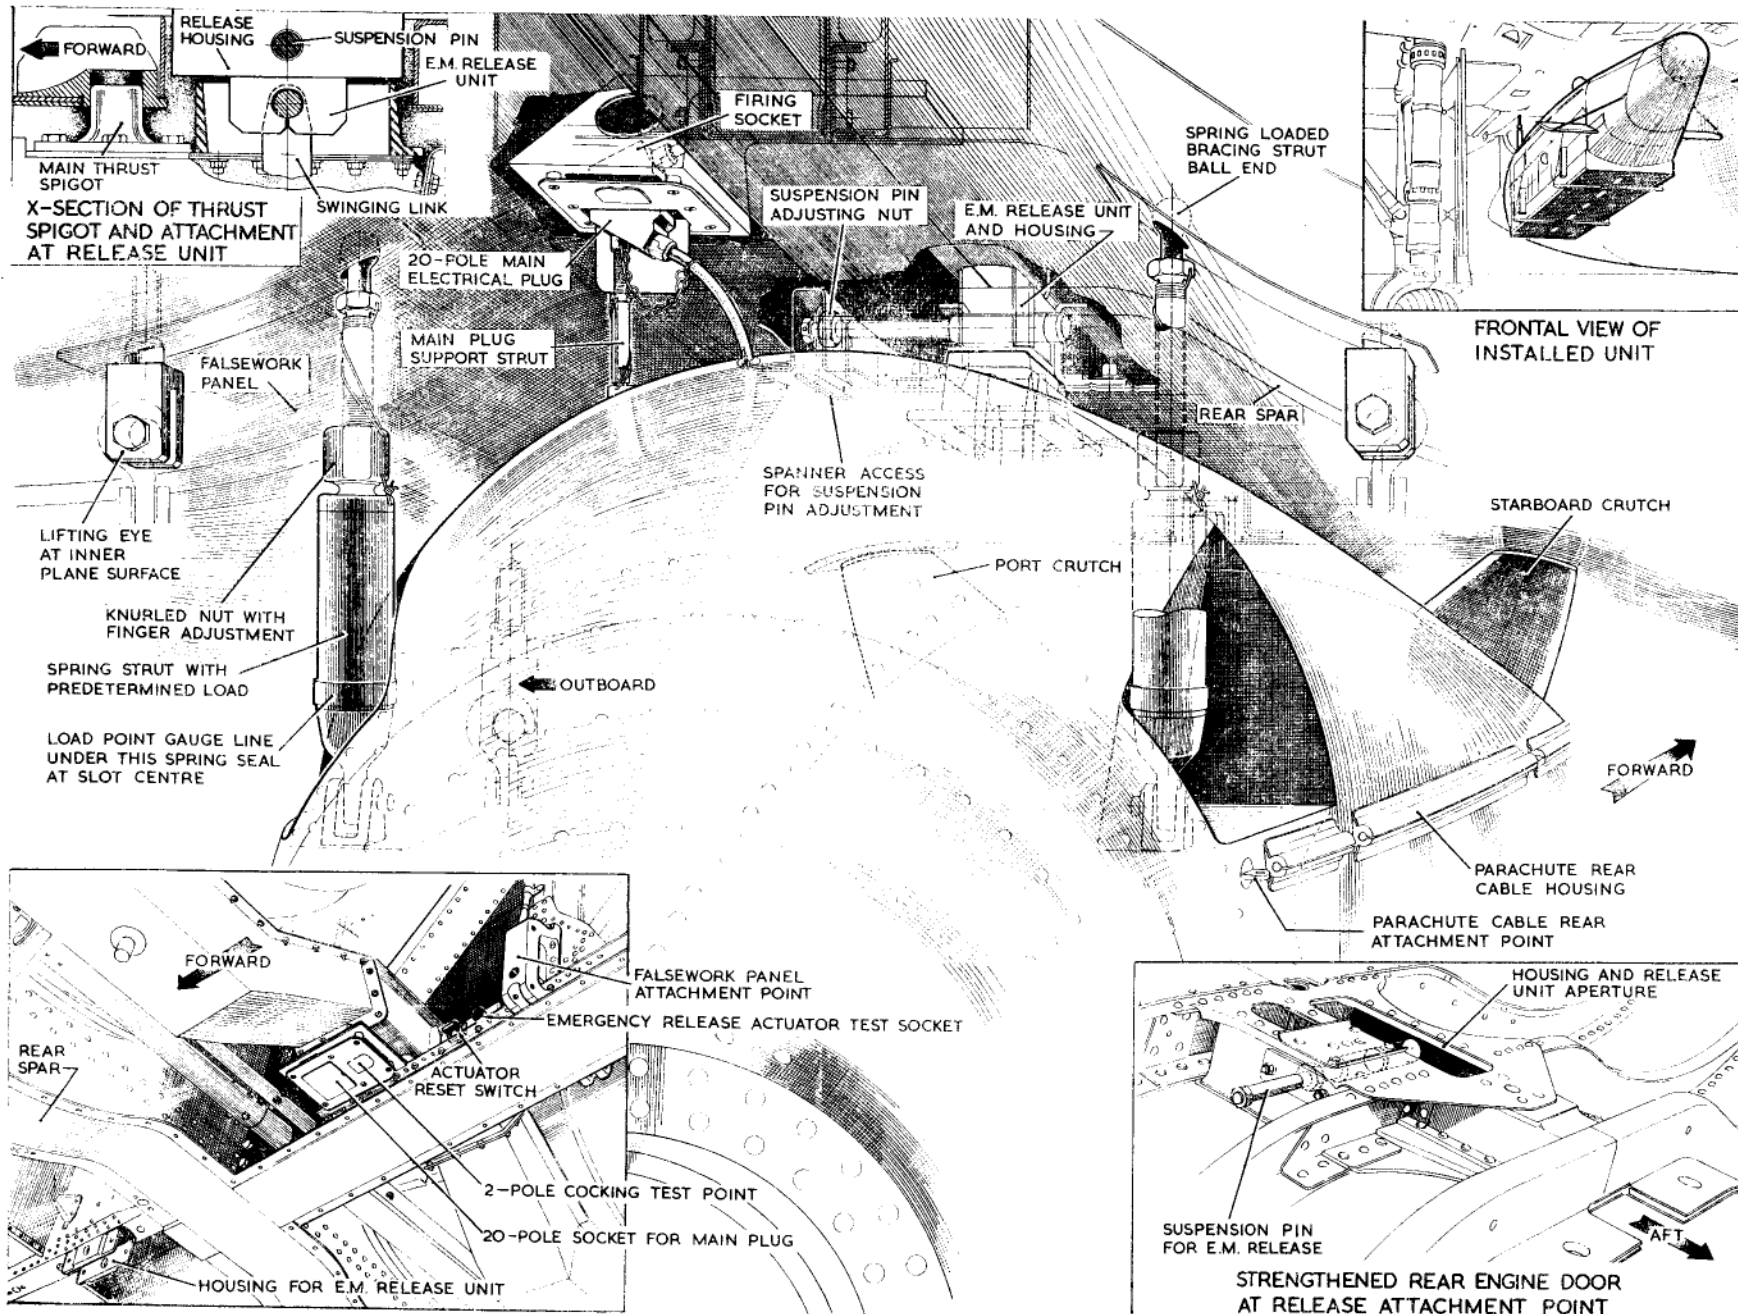 RELEASE
HOUSING
FORWARD
SUSPENSION PIN
E.M. RELEASE
UNIT
MAIN THRUST
SPIGOT
SWINGING LINK
X-SECTION OF THRUST
SPIGOT AND ATTACHMENT
AT RELEASE UNIT
FIRING
SOCKET
SUSPENSION PIN
ADJUSTING NUT
E.M. RELEASE UNIT
AND HOUSING
SPRING LOADED
BRACING STRUT
BALL END
FRONTAL VIEW OF
INSTALLED UNIT
20-POLE MAIN
ELECTRICAL PLUG
MAIN PLUG
SUPPORT STRUT
FALSEWORK
PANEL
REAR SPAR
SPANNER ACCESS
FOR SUSPENSION
PIN ADJUSTMENT
LIFTING EYE
AT INNER
PLANE SURFACE
STARBOARD CRUTCH
PORT CRUTCH
KNURLED NUT WITH
FINGER ADJUSTMENT
SPRING STRUT WITH
PREDETERMINED LOAD
OUTBOARD
LOAD POINT GAUGE LINE
UNDER THIS SPRING SEAL
AT SLOT CENTRE
FORWARD
PARACHUTE REAR
CABLE HOUSING
PARACHUTE CABLE REAR
ATTACHMENT POINT
FORWARD
FALSEWORK PANEL
ATTACHMENT POINT
EMERGENCY RELEASE ACTUATOR TEST SOCKET
REAR
SPAR
ACTUATOR
RESET SWITCH
2-POLE COCKING TEST POINT
20-POLE SOCKET FOR MAIN PLUG
HOUSING FOR E.M. RELEASE UNIT
HOUSING AND RELEASE
UNIT APERTURE
SUSPENSION PIN
FOR E.M. RELEASE
AFT
STRENGTHENED REAR ENGINE DOOR
AT RELEASE ATTACHMENT POINT